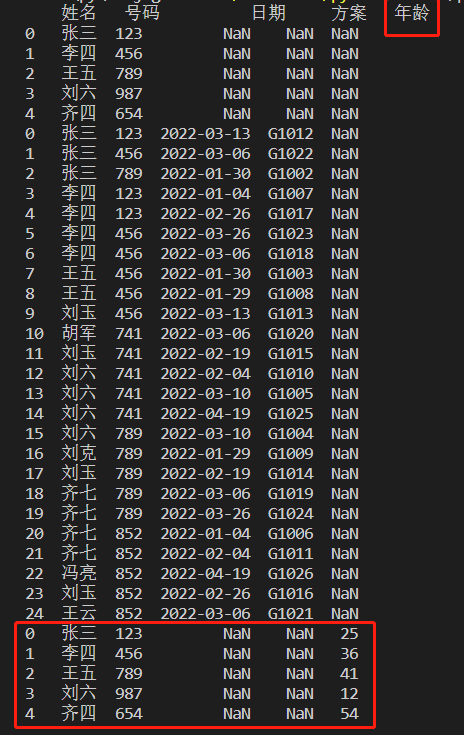 姓名 号码 日期 方案 年龄
0 张三 123 NaN NaN NaN
1 李四 456 NaN NaN NaN
2 王五 789 NaN NaN NaN
3 刘六 987 NaN NaN NaN
4 齐四 654 NaN NaN NaN
0 张三 123 2022-03-13 G1012 NaN
1 张三 456 2022-03-06 G1022 NaN
2 张三 789 2022-01-30 G1002 NaN
3 李四 123 2022-01-04 G1007 NaN
4 李四 123 2022-02-26 G1017 NaN
5 李四 456 2022-03-26 G1023 NaN
6 李四 456 2022-03-06 G1018 NaN
7 王五 456 2022-01-30 G1003 NaN
8 王五 456 2022-01-29 G1008 NaN
9 刘玉 456 2022-03-13 G1013 NaN
10 胡军 741 2022-03-06 G1020 NaN
11 刘玉 741 2022-02-19 G1015 NaN
12 刘六 741 2022-02-04 G1010 NaN
13 刘六 741 2022-03-10 G1005 NaN
14 刘六 741 2022-04-19 G1025 NaN
15 刘六 789 2022-03-10 G1004 NaN
16 刘克 789 2022-01-29 G1009 NaN
17 刘玉 789 2022-02-19 G1014 NaN
18 齐七 789 2022-03-06 G1019 NaN
19 齐七 789 2022-03-26 G1024 NaN
20 齐七 852 2022-01-04 G1006 NaN
21 齐七 852 2022-02-04 G1011 NaN
22 冯亮 852 2022-04-19 G1026 NaN
23 刘玉 852 2022-02-26 G1016 NaN
24 王云 852 2022-03-06 G1021 NaN
0 张三 123 NaN NaN 25
1 李四 456 NaN NaN 36
2 王五 789 NaN NaN 41
3 刘六 987 NaN NaN 12
4 齐四 654 NaN NaN 54